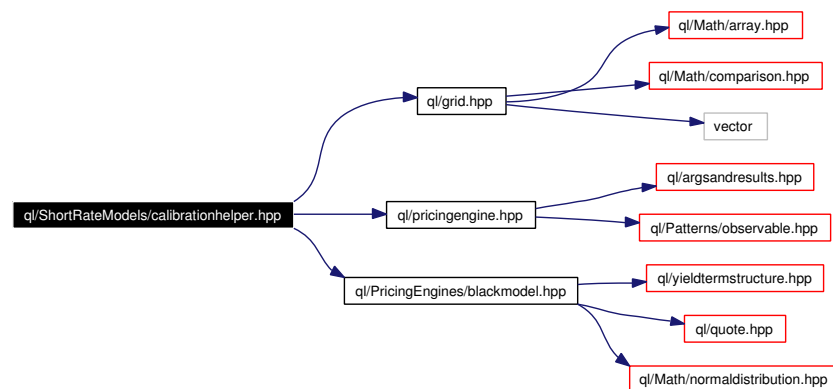 ql/Math/array.hpp
ql/Math/comparison.hpp
ql/grid.hpp
vector
ql/argsandresults.hpp
ql/ShortRateModels/calibrationhelper.hpp
ql/pricingengine.hpp
ql/Patterns/observable.hpp
ql/yieldtermstructure.hpp
ql/PricingEngines/blackmodel.hpp
ql/quote.hpp
ql/Math/normaldistribution.hpp